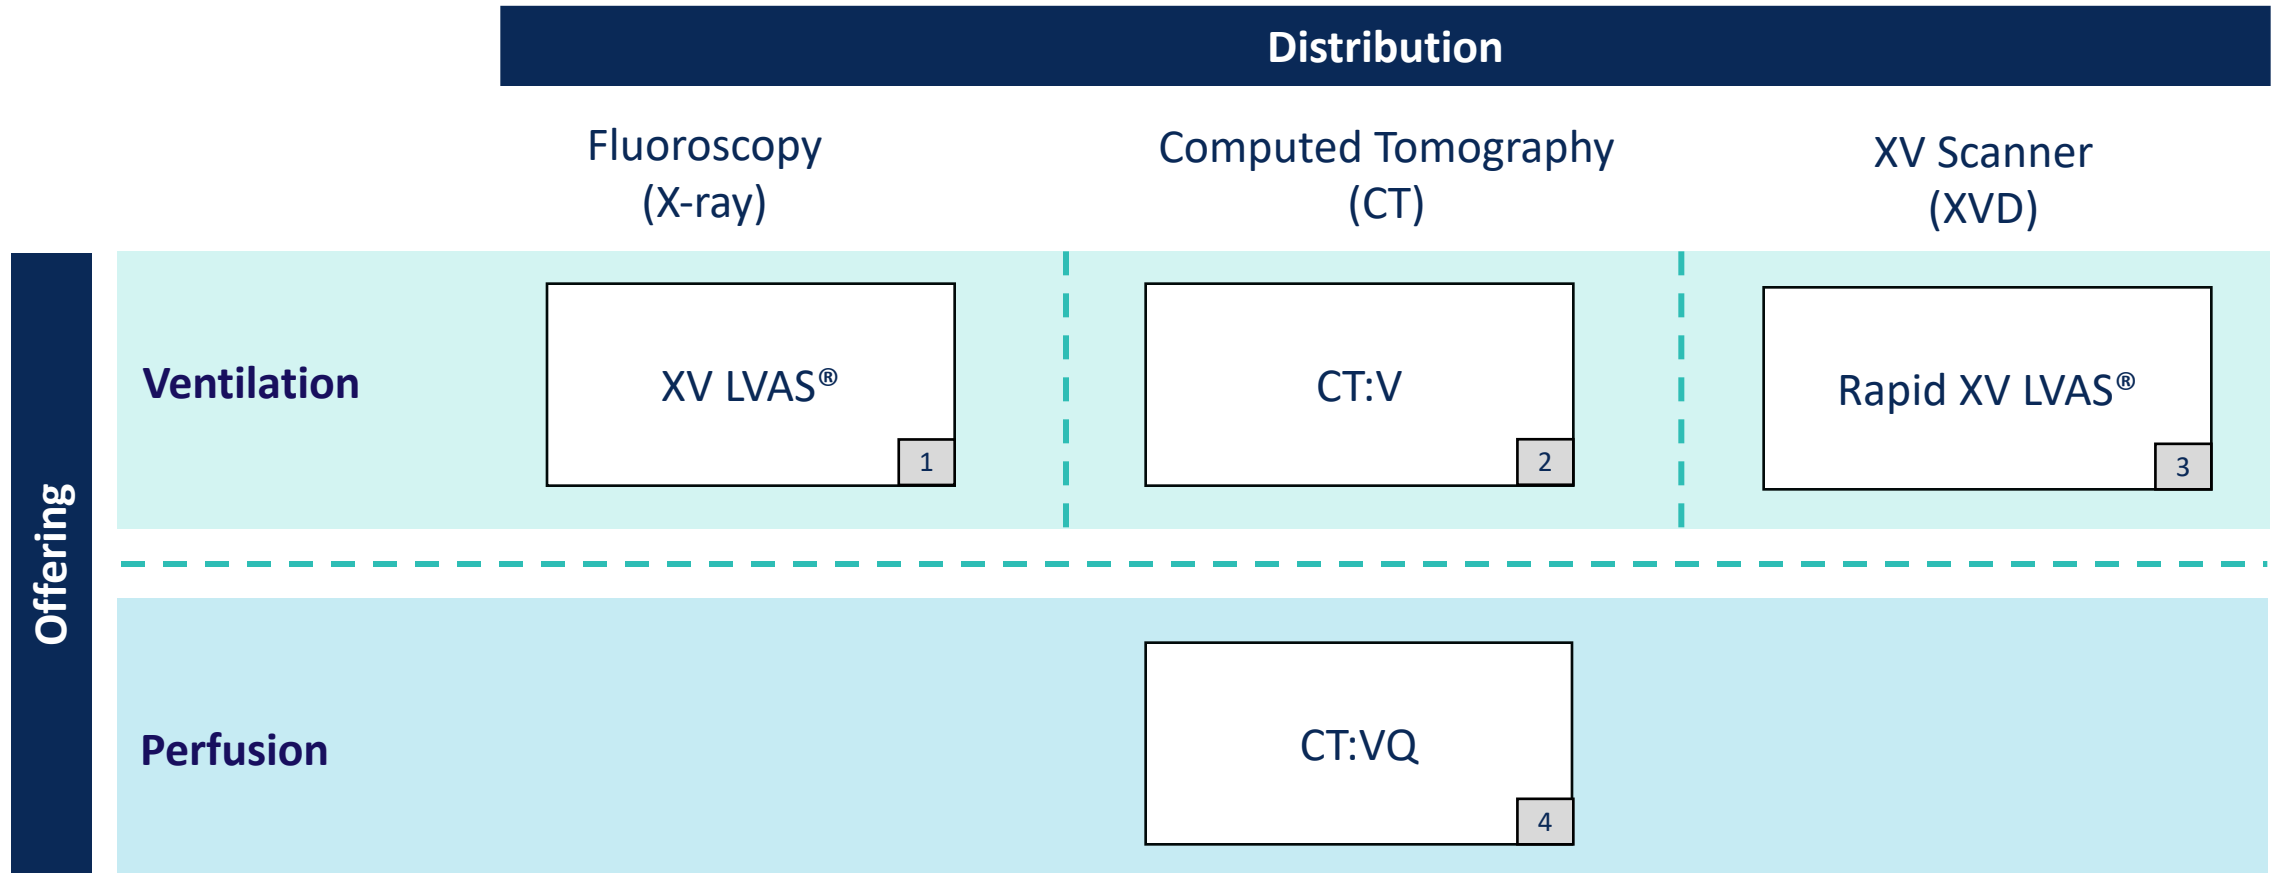 Distribution
Fluoroscopy
(X-ray)
Computed Tomography
(CT)
XV Scanner
(XVD)
Offering
Ventilation
XV LVAS®
1
CT:V
2
Rapid XV LVAS®
3
Perfusion
CT:VQ
4